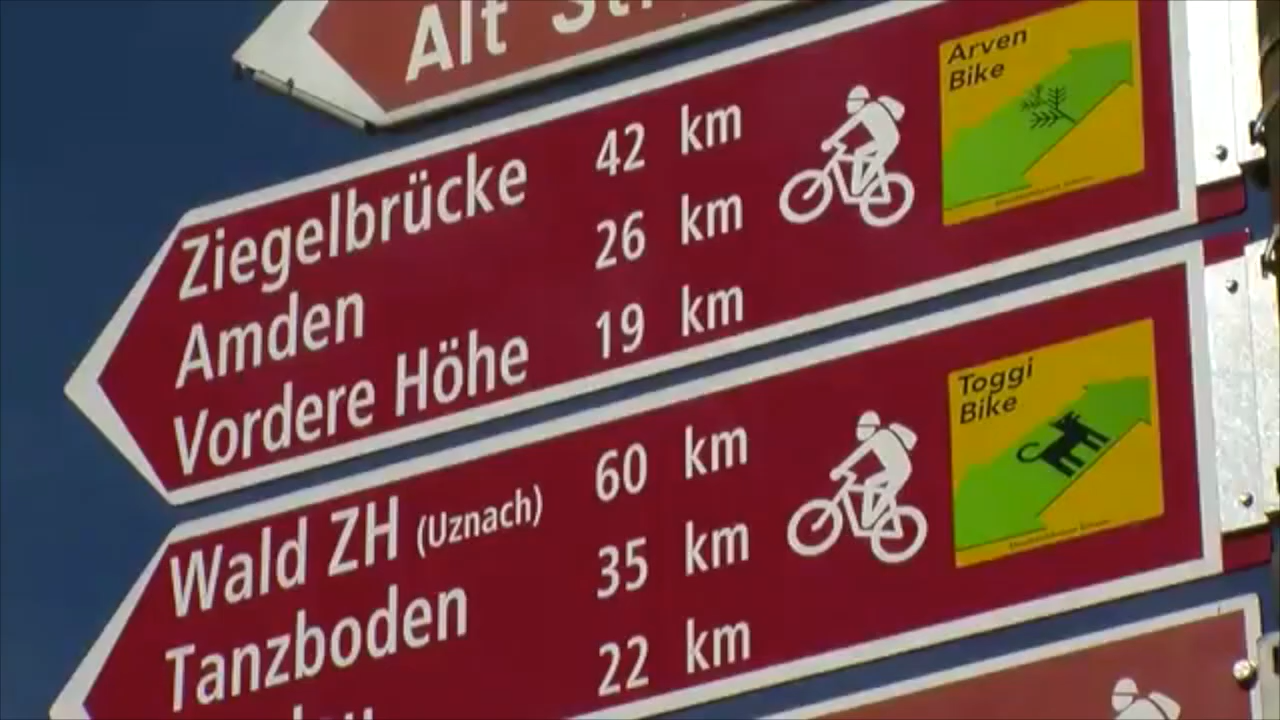 Alt St
Ziegelbrücke 42 km
Amden 26 km
Vordere Höhe 19 km
Arven
Bike
Wald ZH (Uznach) 60 km
Tanzboden 35 km
22 km
Toggi
Bike